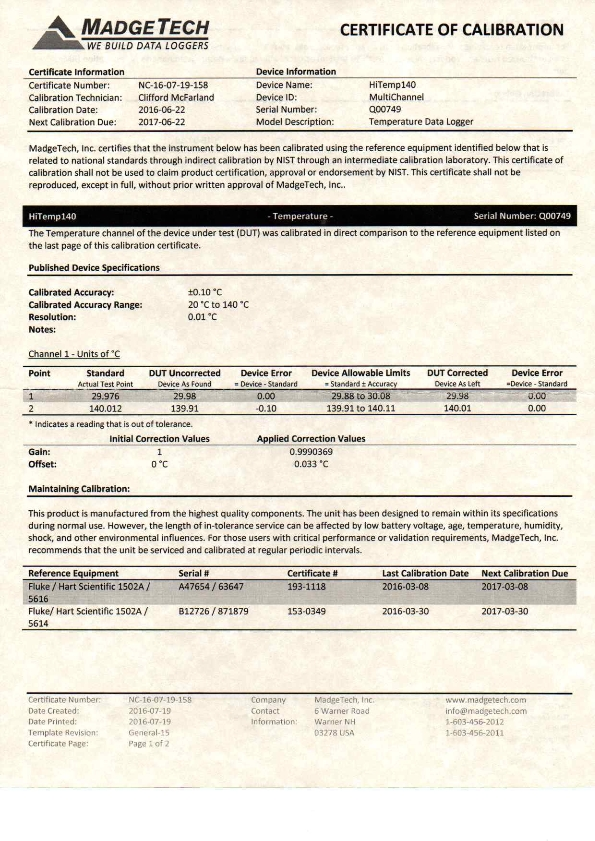 MADGETECH
WE BUILD DATA LOGGERS
CERTIFICATE OF CALIBRATION
Certificate Information Device Information
Certificate Number: NC-16-07-19-158 Device Name: HiTemp140
Calibration Technician: Clifford McFarland Device ID: MultiChannel
Calibration Date: 2016-06-22 Serial Number: Q00749
Next Calibration Due: 2017-06-22 Model Description: Temperature Data Logger
MadgeTech, Inc. certifies that the instrument below has been calibrated using the reference equipment identified below that is
related to national standards through indirect calibration by NIST through an intermediate calibration laboratory. This certificate of
calibration shall not be used to claim product certification, approval or endorsement by NIST. This certificate shall not be
reproduced, except in full, without prior written approval of MadgeTech, Inc..
HiTemp140 - Temperature - Serial Number: Q00749
The Temperature channel of the device under test (DUT) was calibrated in direct comparison to the reference equipment listed on
the last page of this calibration certificate.
Published Device Specifications
Calibrated Accuracy: ±0.10 °C
Calibrated Accuracy Range: 20 °C to 140 °C
Resolution: 0.01 °C
Notes:
Channel 1 - Units of °C
Point Standard DUT Uncorrected Device Error Device Allowable Limits DUT Corrected Device Error
Actual Test Point Device As Found = Device - Standard = Standard ± Accuracy Device As Left =Device - Standard
1 29.976 29.98 0.00 29.88 to 30.08 29.98 0.00
2 140.012 139.91 -0.10 139.91 to 140.11 140.01 0.00
* Indicates a reading that is out of tolerance.
Initial Correction Values Applied Correction Values
Gain: 1 0.9990369
Offset: 0 °C 0.033 °C
Maintaining Calibration:
This product is manufactured from the highest quality components. The unit has been designed to remain within its specifications
during normal use. However, the length of in-tolerance service can be affected by low battery voltage, age, temperature, humidity,
shock, and other environmental influences. For those users with critical performance or validation requirements, MadgeTech, Inc.
recommends that the unit be serviced and calibrated at regular periodic intervals.
Reference Equipment Serial # Certificate # Last Calibration Date Next Calibration Due
Fluke / Hart Scientific 1502A / A47654 / 63647 193-1118 2016-03-08 2017-03-08
5616
Fluke/ Hart Scientific 1502A / B12726 / 871879 153-0349 2016-03-30 2017-03-30
5614
Certificate Number: NC-16-07-19-158 Company MadgeTech, Inc. www.madgetech.com
Date Created: 2016-07-19 Contact 6 Warner Road info@madgetech.com
Date Printed: 2016-07-19 Information: Warner NH 1-603-456-2012
Template Revision: General-15 03278 USA 1-603-456-2011
Certificate Page: Page 1 of 2